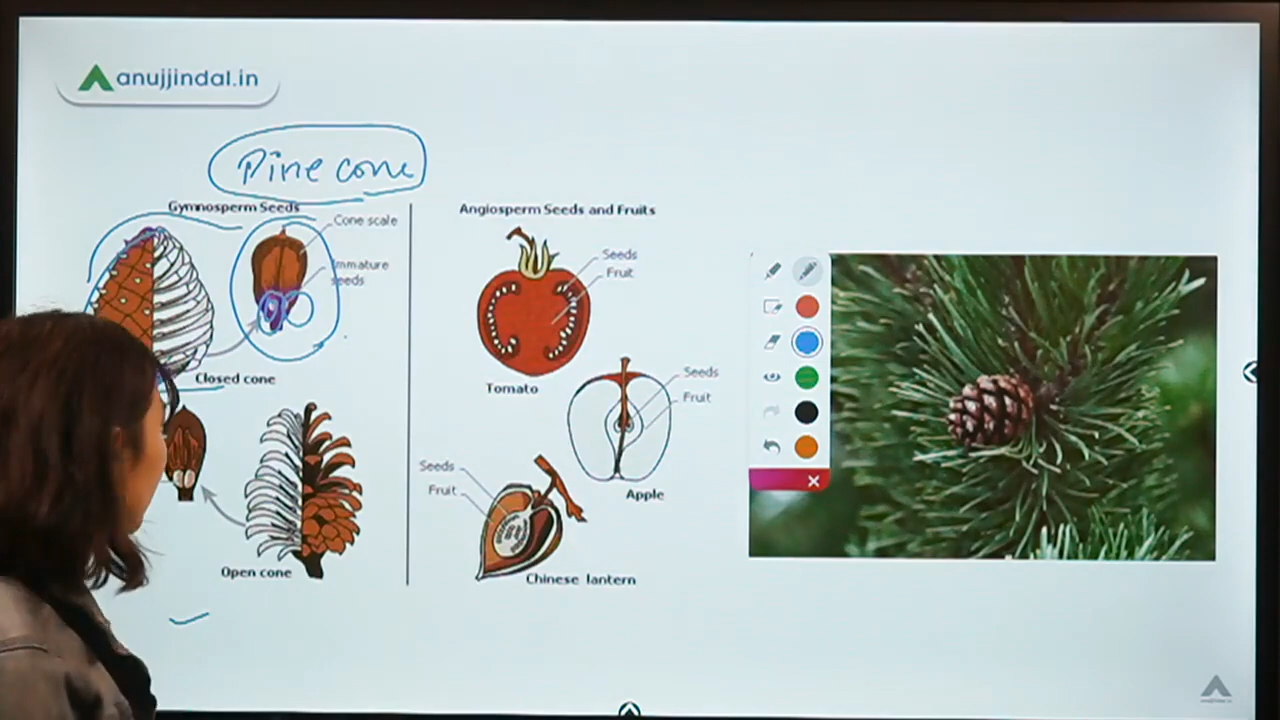 anujjindal.in
Pine cone
Gymnosperm Seeds
Cone scale
Immature
seeds
Closed cone
Open cone
Angiosperm Seeds and Fruits
Seeds
Fruit
Tomato
Seeds
Fruit
Apple
Seeds
Fruit
Chinese lantern